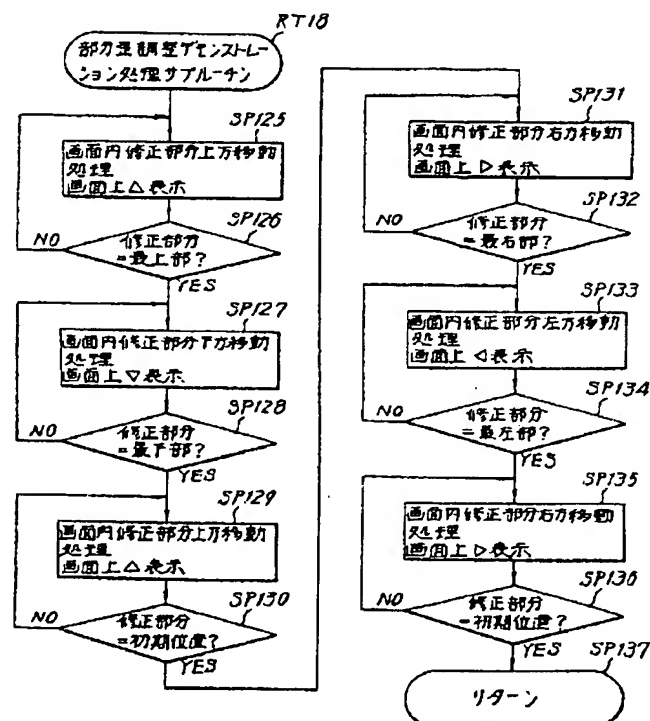 RT18
部分歪調整デモンストレー
ション処理サブルーチン
SP125
画面内修正部分上方移動
処理
画面上△表示
SP126
修正部分
=最上部?
NO
YES
SP127
画面内修正部分下方移動
処理
画面上▽表示
SP128
修正部分
=最下部?
NO
YES
SP129
画面内修正部分上方移動
処理
画面上△表示
SP130
修正部分
=初期位置?
NO
YES
SP131
画面内修正部分右方移動
処理
画面上▷表示
SP132
修正部分
=最右部?
NO
YES
SP133
画面内修正部分左方移動
処理
画面上◁表示
SP134
修正部分
=最左部?
NO
YES
SP135
画面内修正部分右方移動
処理
画面上▷表示
SP136
修正部分
=初期位置?
NO
YES
SP137
リターン